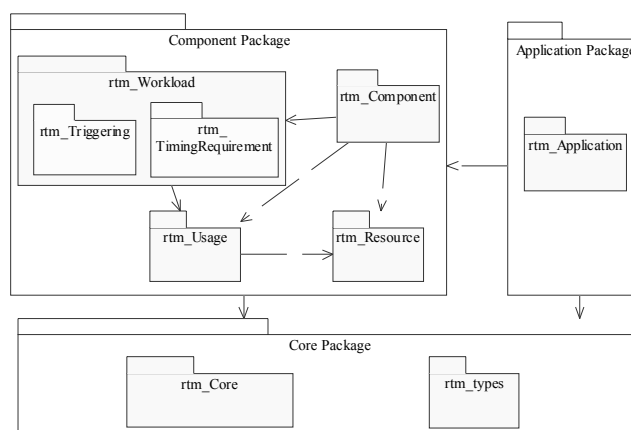 Component Package
Application Package
rtm_Workload
rtm_Component
rtm_Triggering
rtm_
TimingRequirement
rtm_Application
rtm_Usage
rtm_Resource
Core Package
rtm_Core
rtm_types